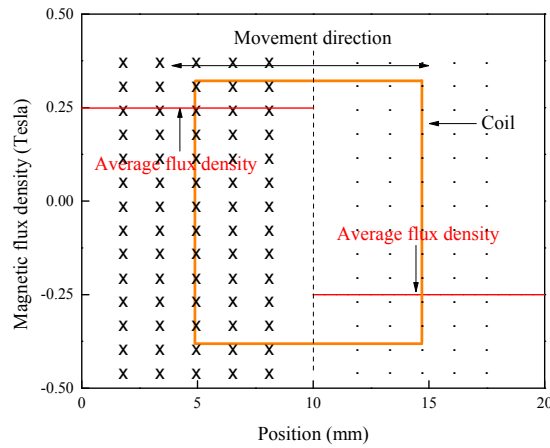 0.50
Movement direction
0.25
Coil
Average flux density
0.00
Average flux density
-0.25
-0.50
0 5 10 15 20
Magnetic flux density (Tesla)
Position (mm)